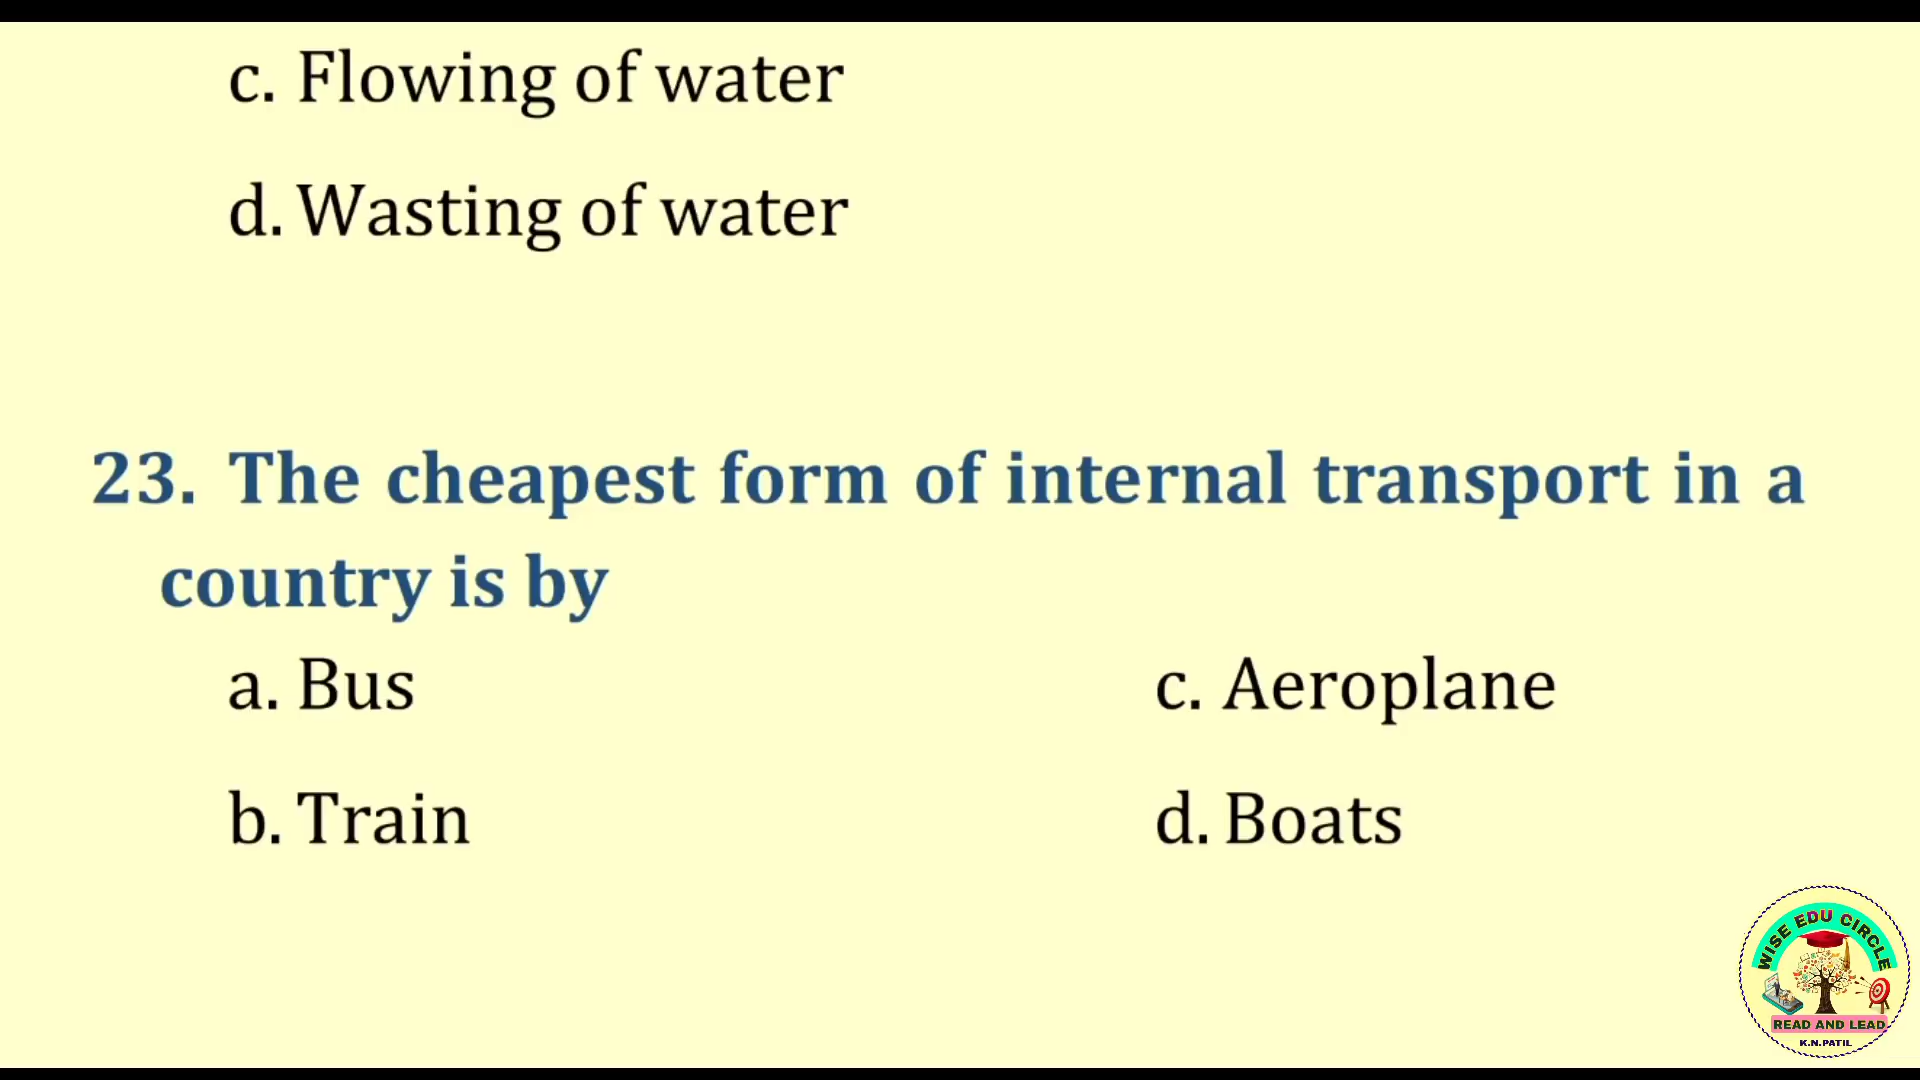 c. Flowing of water
d. Wasting of water
23. The cheapest form of internal transport in a
country is by
a. Bus
c. Aeroplane
b. Train
d. Boats
WISE EDU CIRCLE
READ AND LEAD
K.N.PATIL